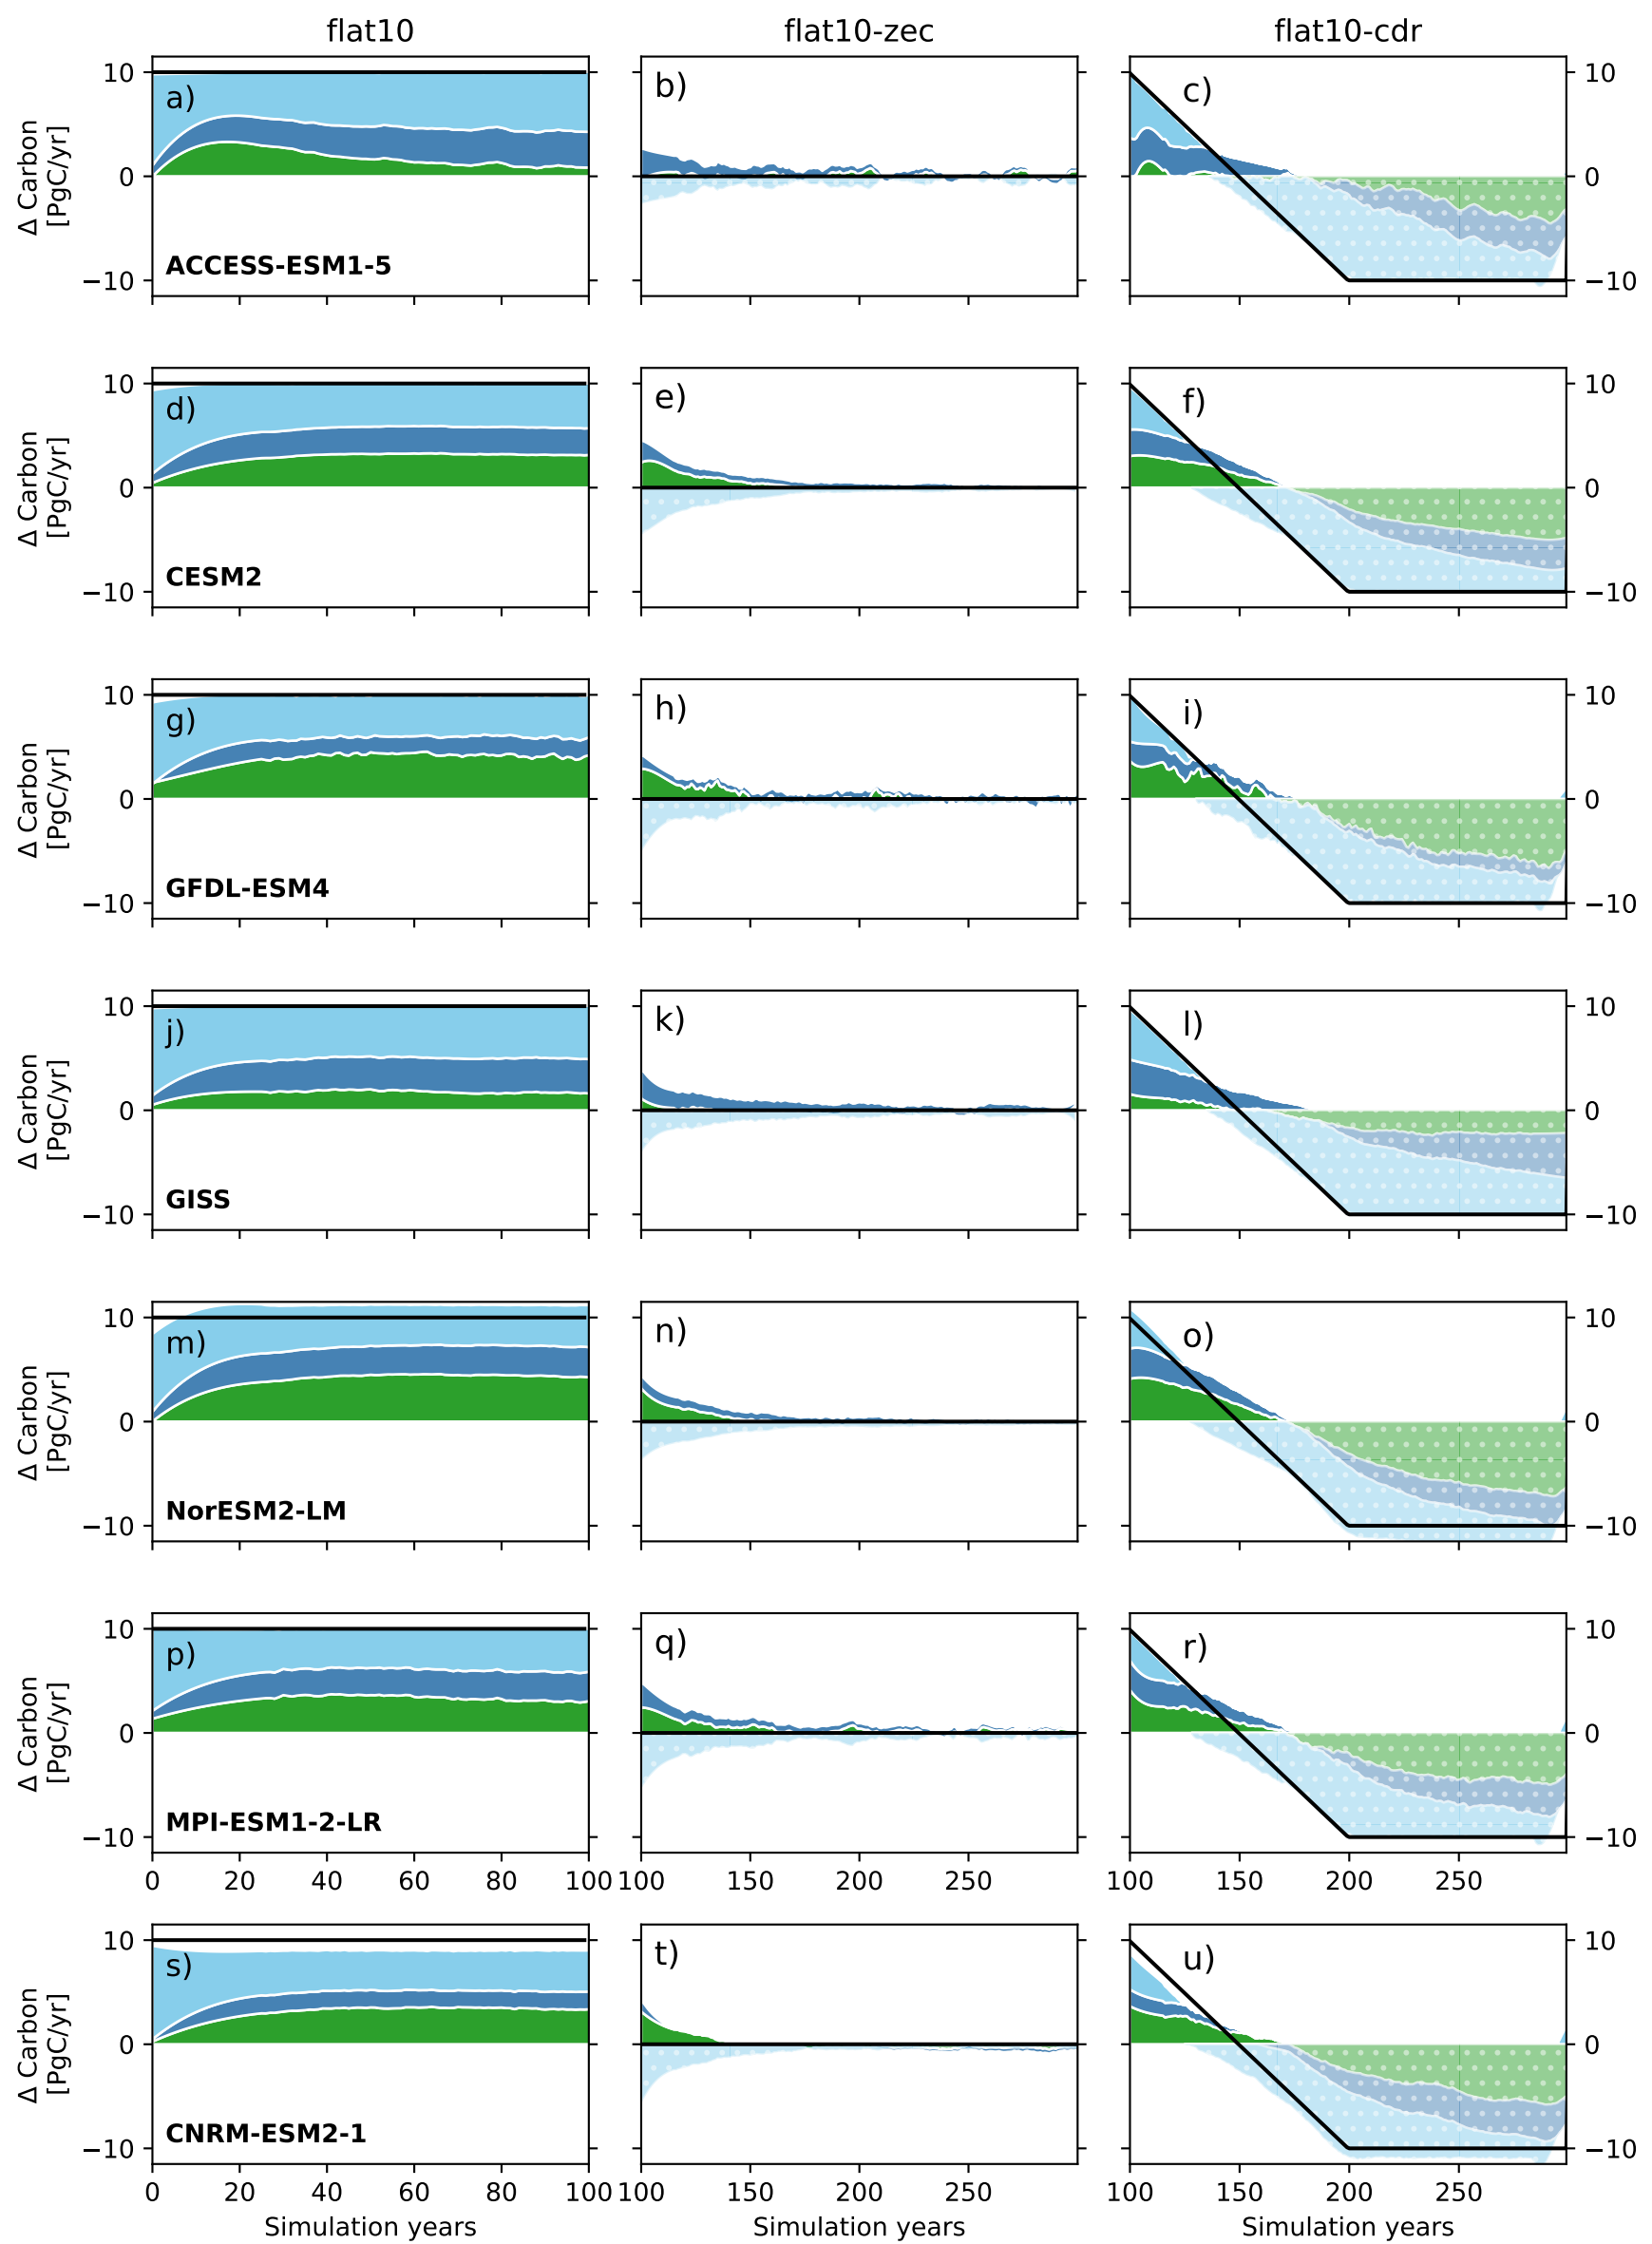 flat10 flat10-zec flat10-cdr
10 a) b) c) 10
0 0
−10 −10
Δ Carbon
[PgC/yr]
ACCESS-ESM1-5
10 d) e) f) 10
0 0
−10 −10
Δ Carbon
[PgC/yr]
CESM2
10 g) h) i) 10
0 0
−10 −10
Δ Carbon
[PgC/yr]
GFDL-ESM4
10 j) k) l) 10
0 0
−10 −10
Δ Carbon
[PgC/yr]
GISS
10 m) n) o) 10
0 0
−10 −10
Δ Carbon
[PgC/yr]
NorESM2-LM
10 p) q) r) 10
0 0
−10 −10
Δ Carbon
[PgC/yr]
MPI-ESM1-2-LR
0 20 40 60 80 100 100 150 200 250 100 150 200 250
10 s) t) u) 10
0 0
−10 −10
Δ Carbon
[PgC/yr]
CNRM-ESM2-1
0 20 40 60 80 100 100 150 200 250 100 150 200 250
Simulation years Simulation years Simulation years